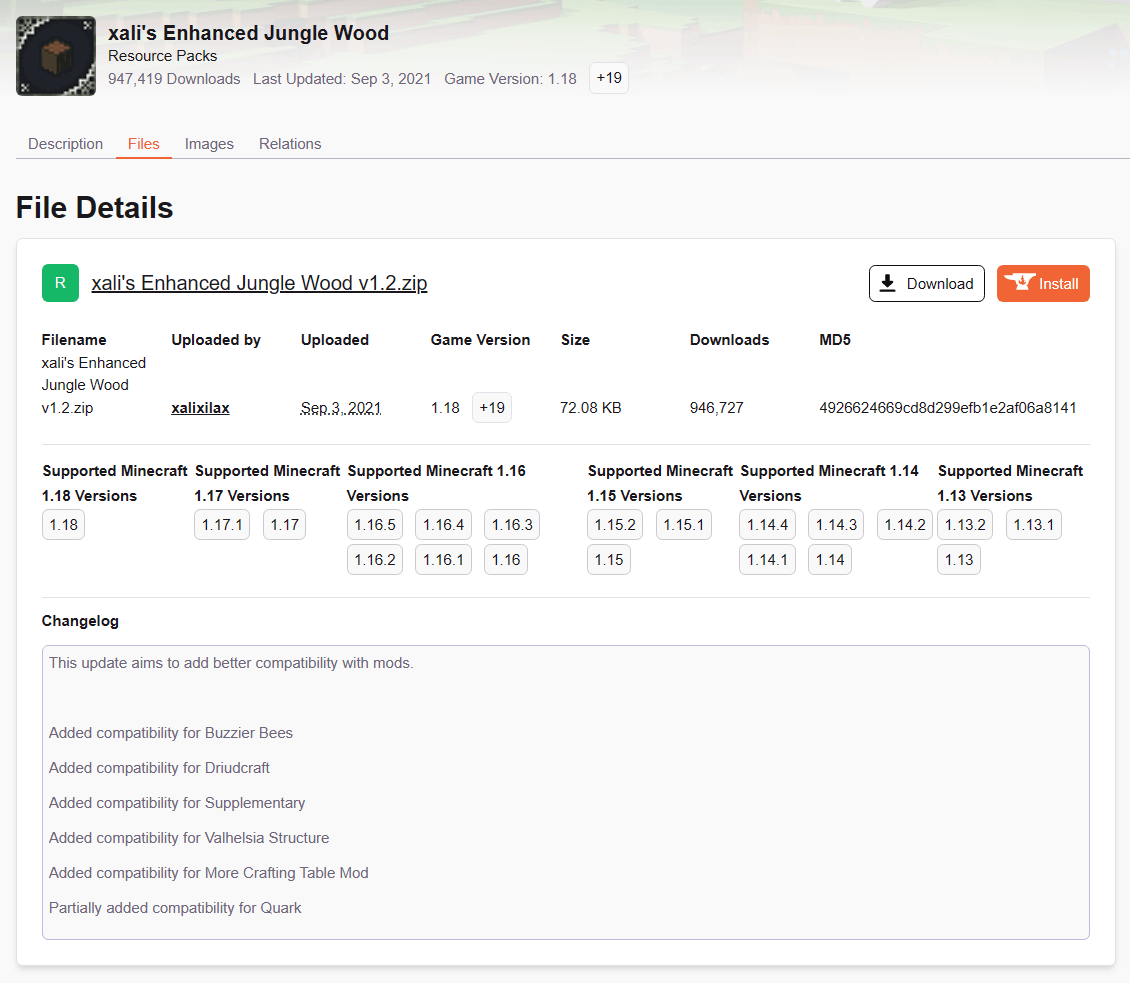 xali's Enhanced Jungle Wood
Resource Packs
947,419 Downloads Last Updated: Sep 3, 2021 Game Version: 1.18 +19
Description Files Images Relations
File Details
R xali's Enhanced Jungle Wood v1.2.zip Download Install
Filename Uploaded by Uploaded Game Version Size Downloads MD5
xali's Enhanced
Jungle Wood
v1.2.zip xalixilax Sep 3, 2021 1.18 +19 72.08 KB 946,727 4926624669cd8d299efb1e2af06a8141
Supported Minecraft Supported Minecraft Supported Minecraft 1.16 Supported Minecraft Supported Minecraft 1.14 Supported Minecraft
1.18 Versions 1.17 Versions Versions 1.15 Versions Versions 1.13 Versions
1.18 1.17.1 1.17 1.16.5 1.16.4 1.16.3 1.15.2 1.15.1 1.14.4 1.14.3 1.14.2 1.13.2 1.13.1
1.16.2 1.16.1 1.16 1.15 1.14.1 1.14 1.13
Changelog
This update aims to add better compatibility with mods.
Added compatibility for Buzzier Bees
Added compatibility for Driudcraft
Added compatibility for Supplementary
Added compatibility for Valhelsia Structure
Added compatibility for More Crafting Table Mod
Partially added compatibility for Quark